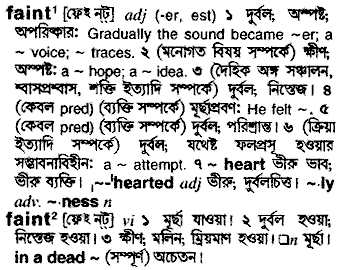 faint¹ [ফ়েইন্ট্] adj (-er, est) ১ দুর্বল; অস্পষ্ট;
অপরিষ্কার: Gradually the sound became ~er; a
~ voice; ~ traces. ২ (মনোগত বিষয় সম্পর্কে) ক্ষীণ;
অস্পষ্ট: a ~ hope; a ~ idea. ৩ (দৈহিক অঙ্গ সঞ্চালন,
শ্বাসপ্রশ্বাস, শক্তি ইত্যাদি সম্পর্কে) দুর্বল; নিস্তেজ। ৪
(কেবল pred) (ব্যক্তি সম্পর্কে) মূর্ছাপ্রবণ: He felt ~. ৫
(কেবল pred) (ব্যক্তি সম্পর্কে) দুর্বল; পরিশ্রান্ত। ৬ (ক্রিয়া
ইত্যাদি সম্পর্কে) দুর্বল; যথেষ্ট ফলপ্রসূ হওয়ার
সম্ভাবনাবিহীন: a ~ attempt. ৭ ~ heart ভীরু ভাব;
ভীরু ব্যক্তি। ˌ~-ˈhearted adj ভীরু; দুর্বলচিত্ত। ~·ly
adv. ~·ness n
faint² [ফ়েইন্ট্] vi ১ মূর্ছা যাওয়া। ২ দুর্বল হওয়া;
নিস্তেজ হওয়া। ৩ ক্ষীণ; মলিন; ম্রিয়মাণ হওয়া। □n মূর্ছা।
in a dead ~ (সম্পূর্ণ) অচেতন।